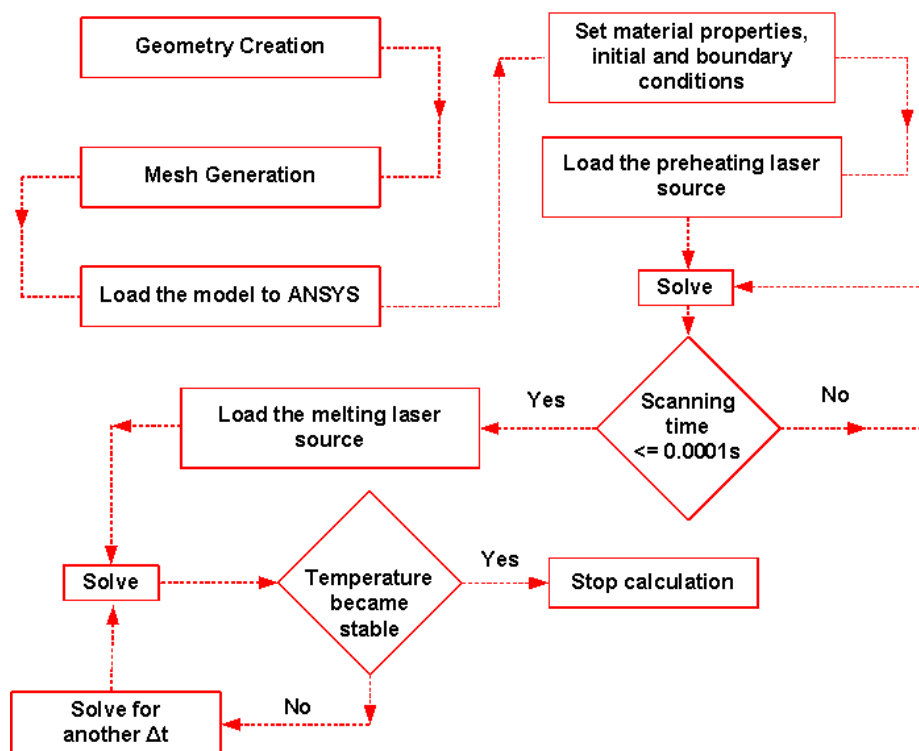 Geometry Creation
Mesh Generation
Load the model to ANSYS
Set material properties,
initial and boundary
conditions
Load the preheating laser
source
Solve
Scanning
time
<= 0.0001s
No
Yes
Load the melting laser
source
Solve
Temperature
became
stable
Yes
Stop calculation
No
Solve for
another Δt